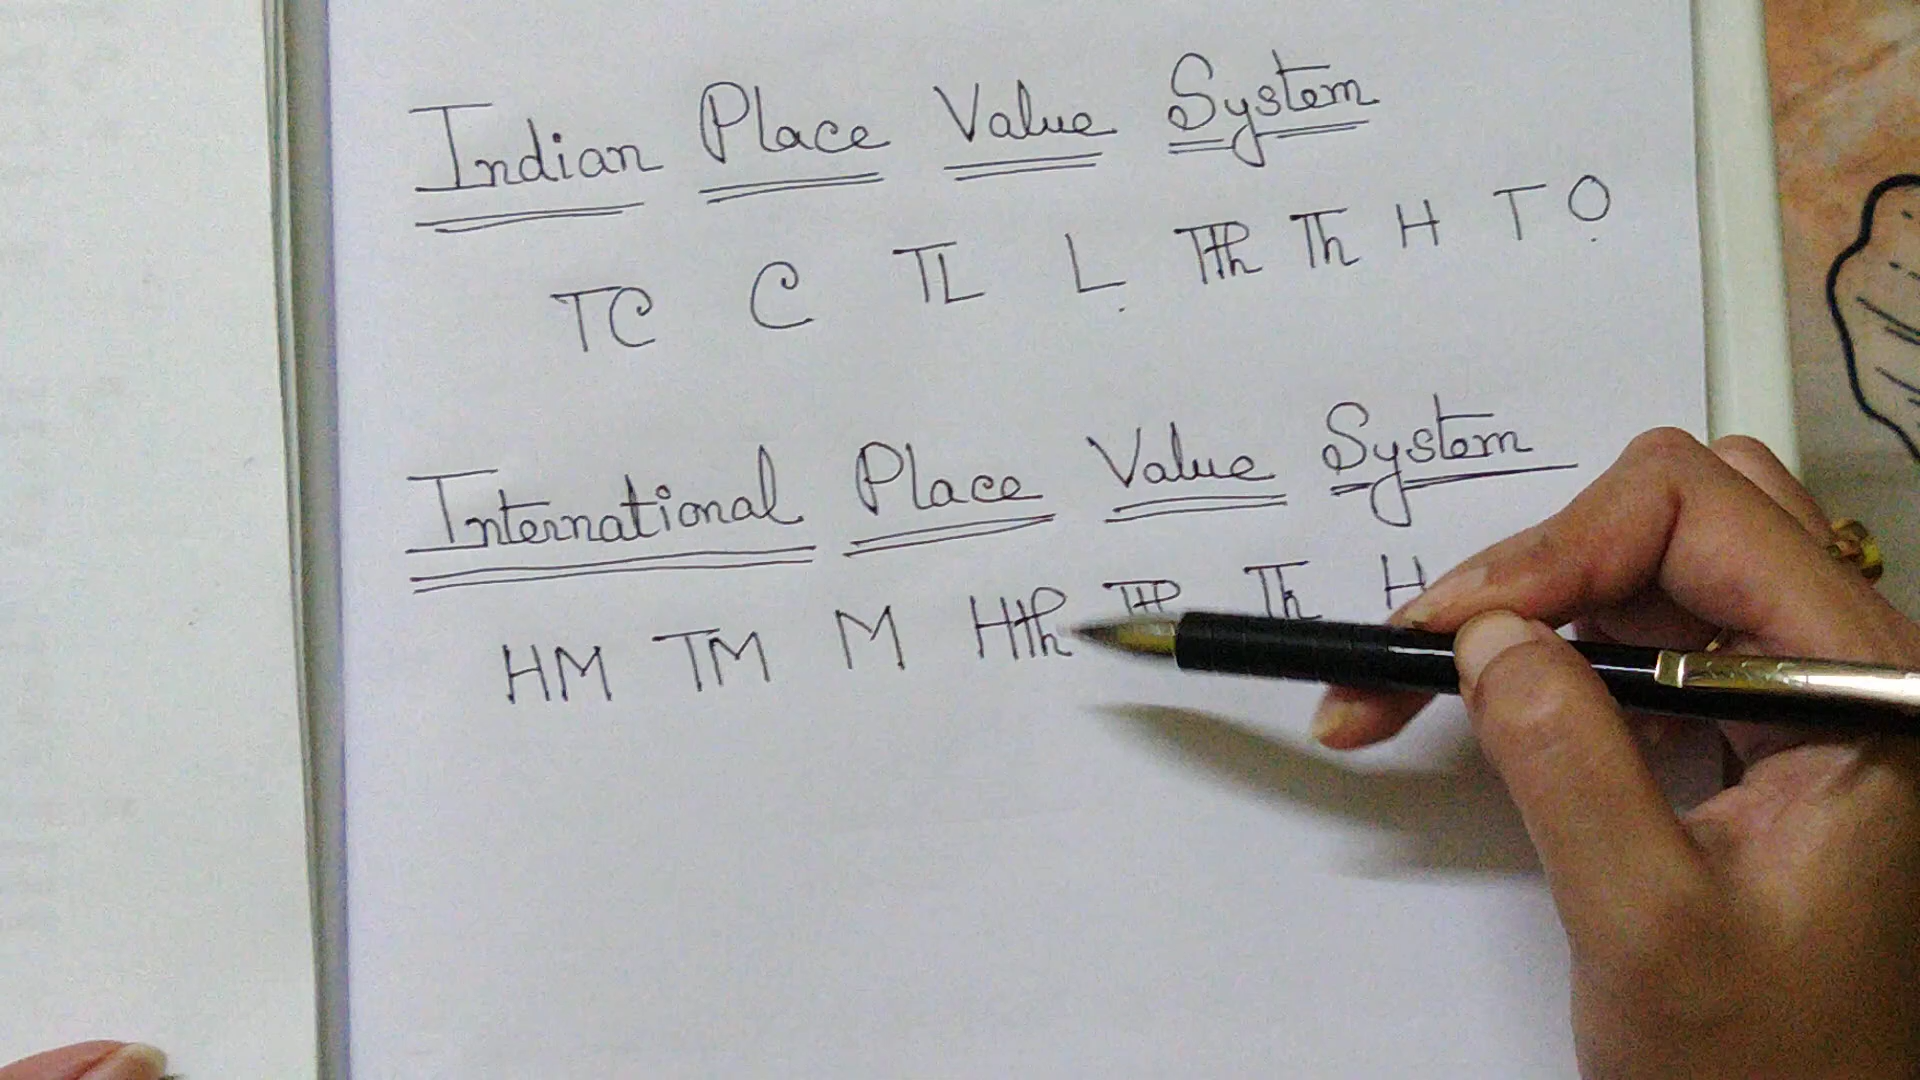 Indian Place Value System
TC C TL L TTh Th H T O
International Place Value System
HM TM M HTh TTh Th H